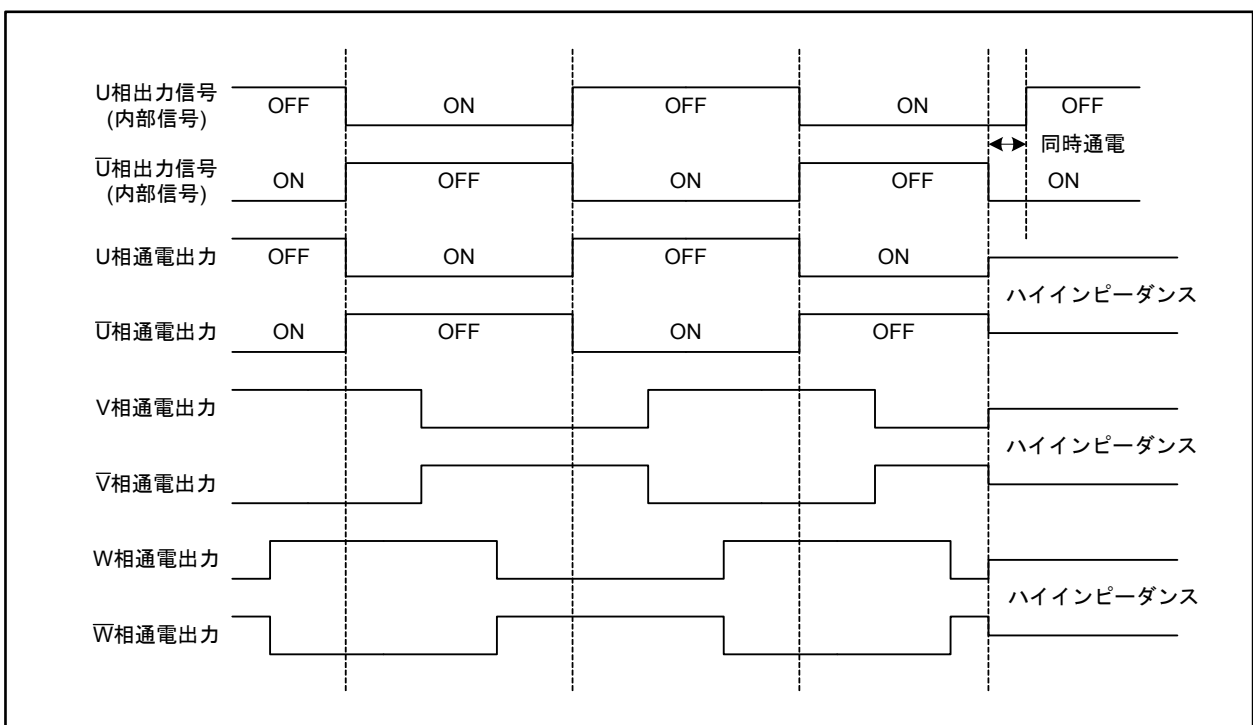 U相出力信号
(内部信号)
OFF
ON
OFF
ON
OFF
同時通電
U̅相出力信号
(内部信号)
ON
OFF
ON
OFF
ON
U相通電出力
OFF
ON
OFF
ON
ハイインピーダンス
U̅相通電出力
ON
OFF
ON
OFF
V相通電出力
ハイインピーダンス
V̅相通電出力
W相通電出力
ハイインピーダンス
W̅相通電出力